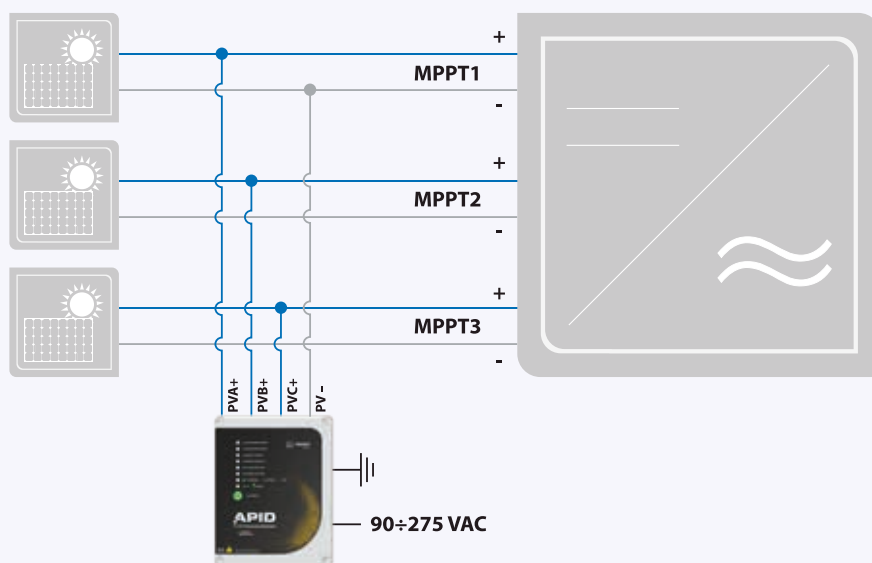 +
MPPT1
-
+
MPPT2
-
+
MPPT3
-
PVA+
PVB+
PVC+
PV -
APID
90÷275 VAC